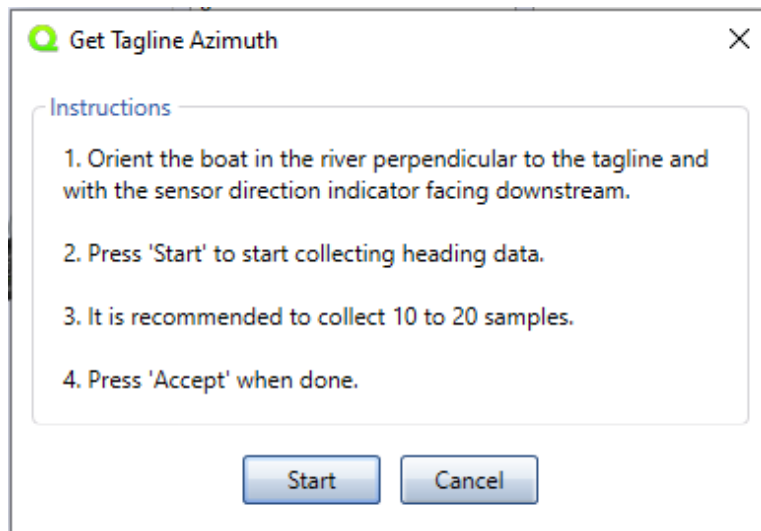 Get Tagline Azimuth
Instructions
1. Orient the boat in the river perpendicular to the tagline and
with the sensor direction indicator facing downstream.
2. Press 'Start' to start collecting heading data.
3. It is recommended to collect 10 to 20 samples.
4. Press 'Accept' when done.
Start
Cancel